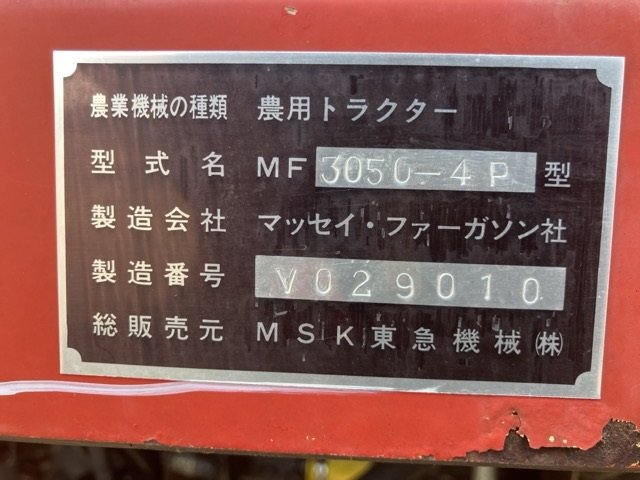 農業機械の種類 農用トラクター
型式名 MF 3050-4P 型
製造会社 マッセイ・ファーガソン社
製造番号 V029010
総販売元 MSK東急機械(株)